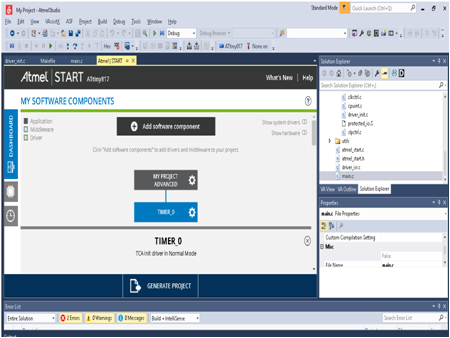 My Project - AtmelStudio
Standard Mode
Quick Launch (Ctrl+Q)
File Edit View VAssistX ASF Project Build Debug Tools Window Help
Debug
Debug Browser
Hex
ATtiny817
None on
driver_init.c Makefile main.c Atmel | START
Solution Explorer
Atmel START ATtiny817
What's New | Help
Search Solution Explorer (Ctrl+;)
MY SOFTWARE COMPONENTS
DASHBOARD
Application
Middleware
Driver
Add software component
Show system drivers
Show hardware
Click "Add software components" to add drivers and middleware to your project.
MY PROJECT
ADVANCED
TIMER_0
TIMER_0
TCA Init driver in Normal Mode
GENERATE PROJECT
clkctrl.c
cpuint.c
driver_init.c
protected_io.S
slpctrl.c
utils
atmel_start.c
atmel_start.h
driver_isr.c
main.c
VA View VA Outline Solution Explorer
Properties
main.c File Properties
Custom Compilation Setting
Misc
False
File Name main.c
Error List
Entire Solution 2 Errors 0 Warnings 0 Messages Build + IntelliSense
Search Error List
Output